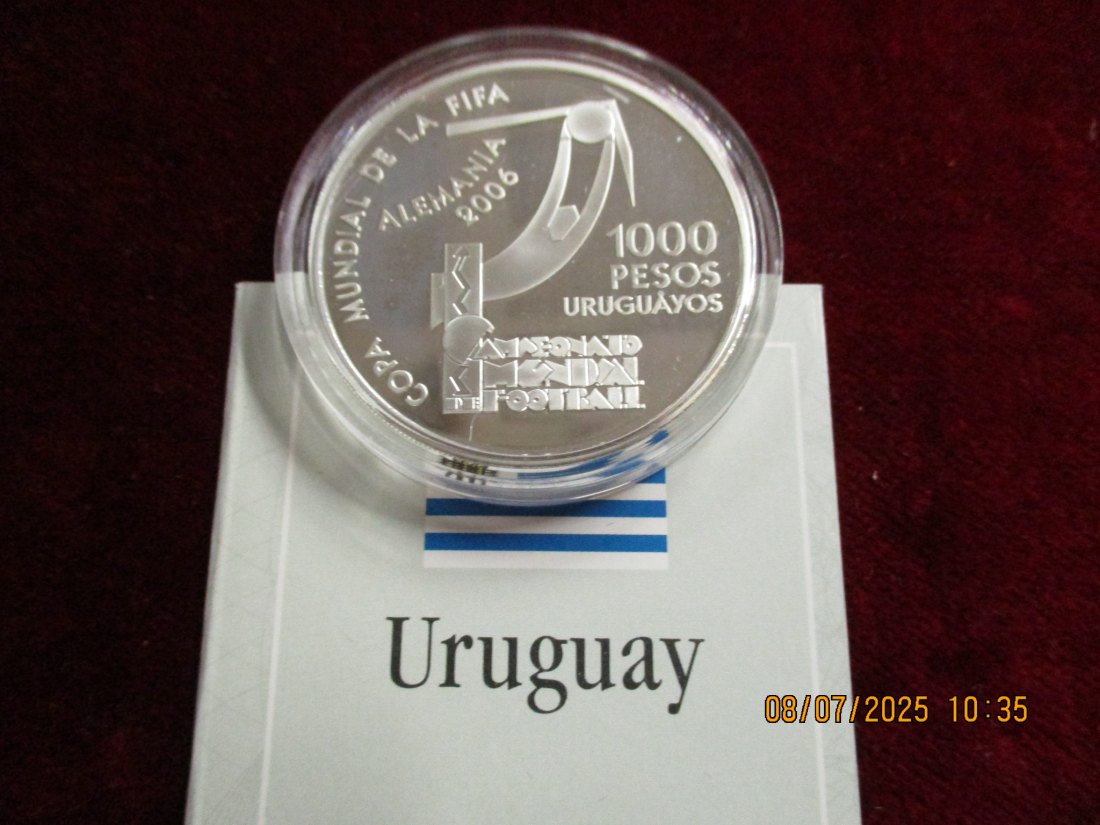 COPA MUNDIAL DE LA FIFA
ALEMANIA
2006
1000
PESOS
URUGUAYOS
CAMPEONATO
MUNDIAL
DE FOOTBALL
Uruguay
08/07/2025 10:35